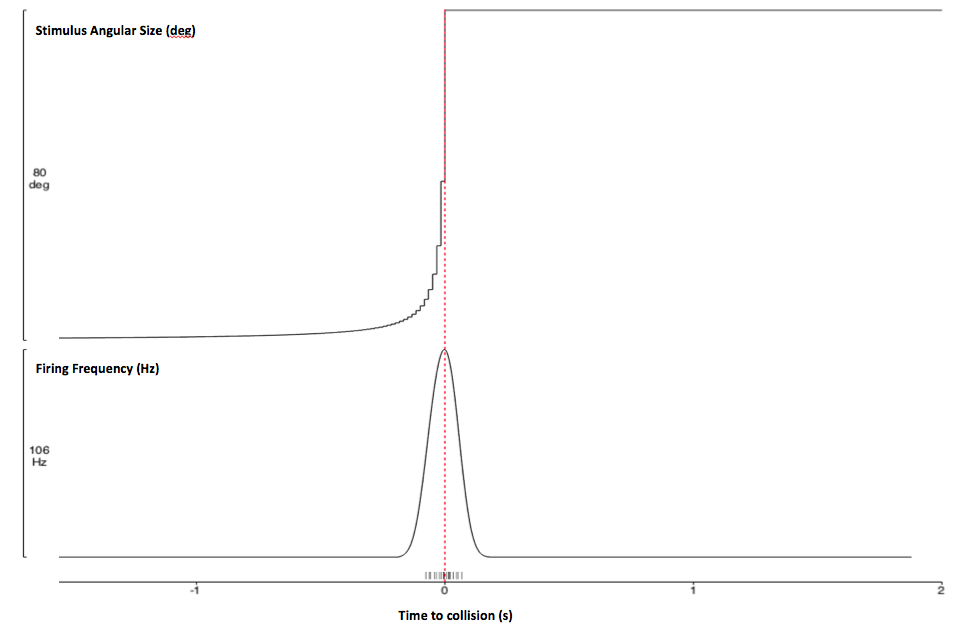 Stimulus Angular Size (deg)
80
deg
Firing Frequency (Hz)
106
Hz
-1 0 1 2
Time to collision (s)